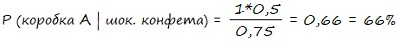 P (коробка А | шок. конфета) = 1*0,5 / 0,75 = 0,66 = 66%